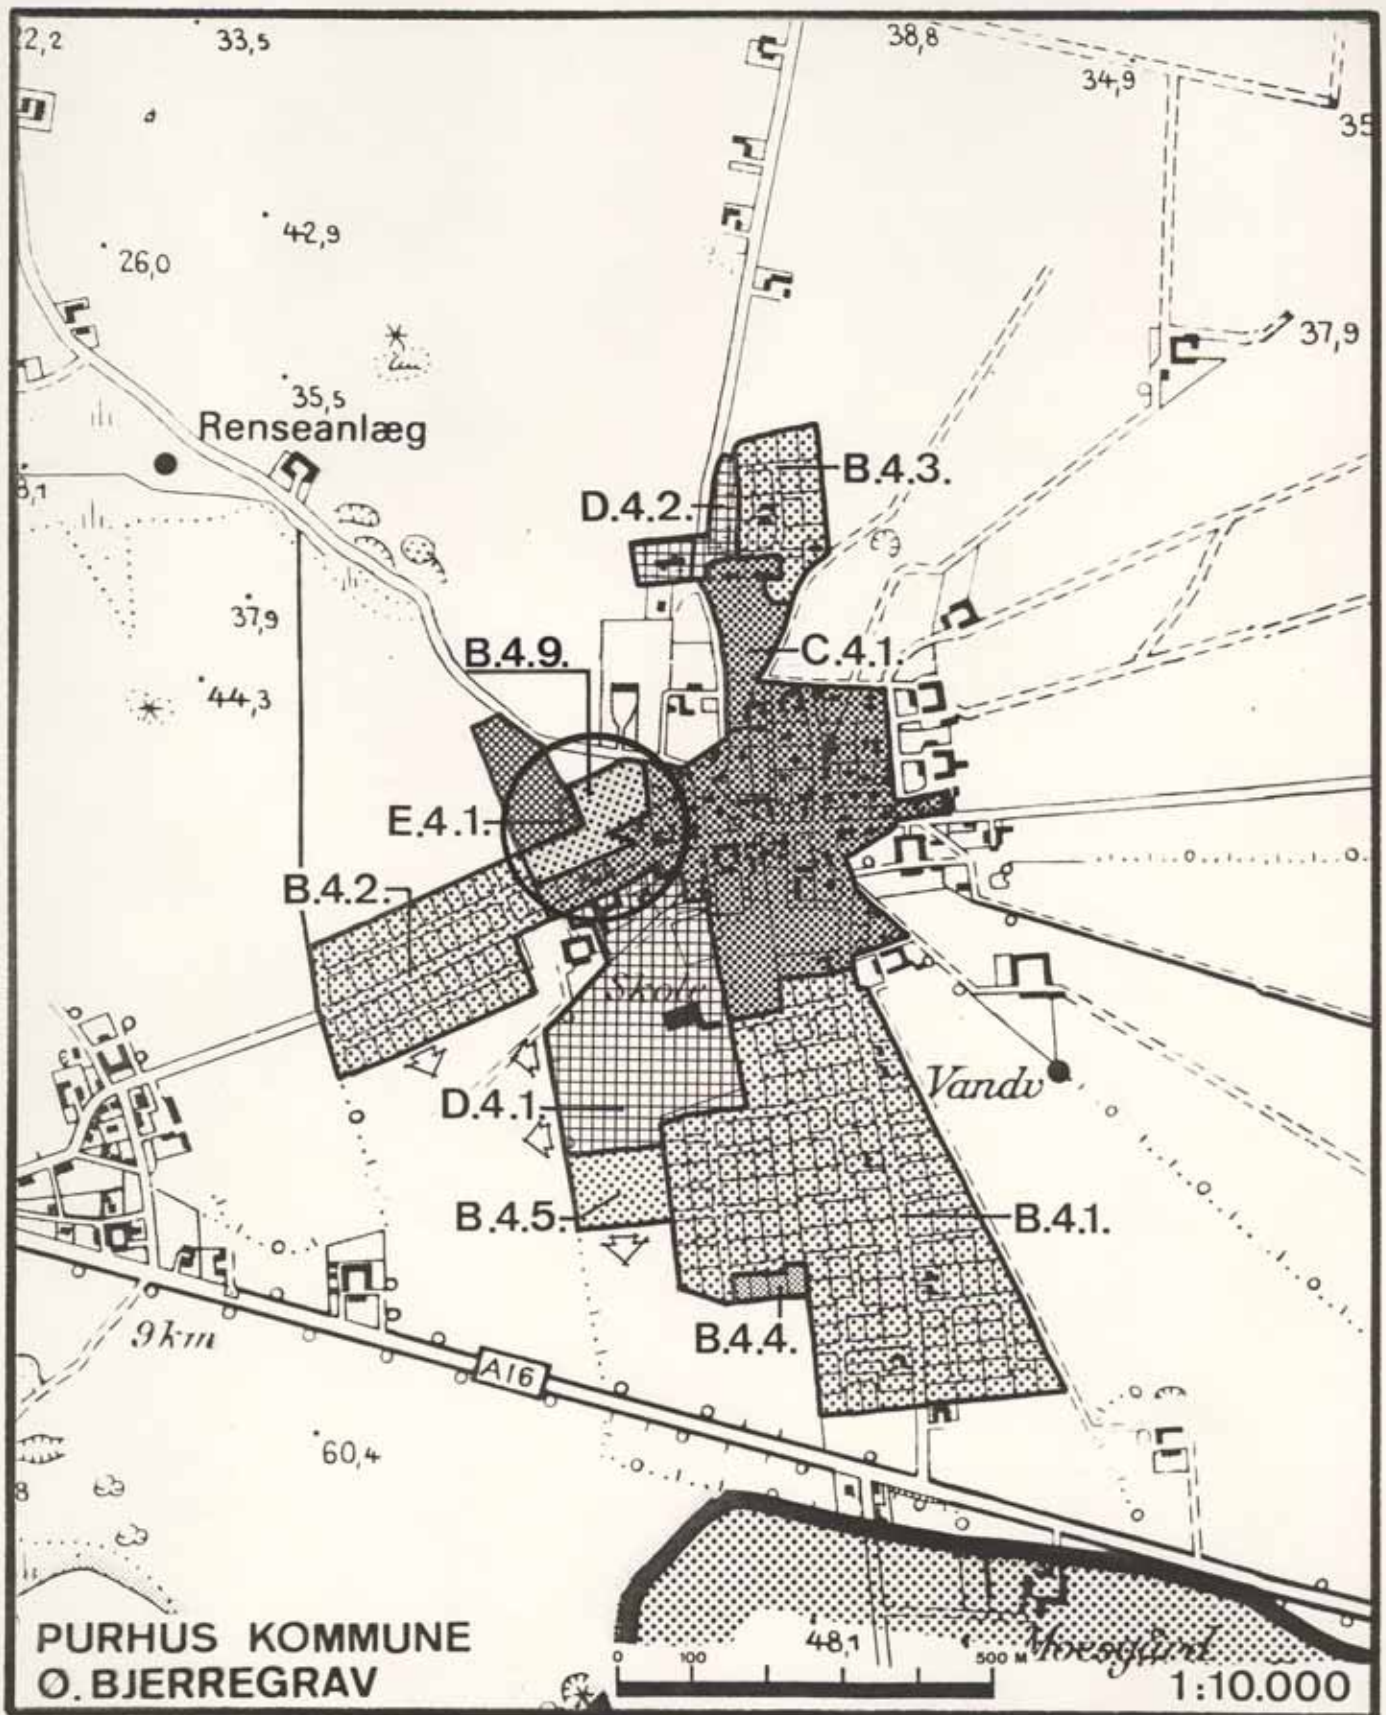 22,2
33,5
38,8
34,9
35
42,9
26,0
37,9
35,5
Renseanlæg
B.4.3.
D.4.2.
8,1
37,9
B.4.9.
C.4.1.
44,3
E.4.1.
B.4.2.
Skole
Vandv
D.4.1.
B.4.5.
B.4.1.
9km
B.4.4.
A16
60,4
8
PURHUS KOMMUNE
Ø. BJERREGRAV
48,1
Moesgård
0 100 500 M
1:10.000